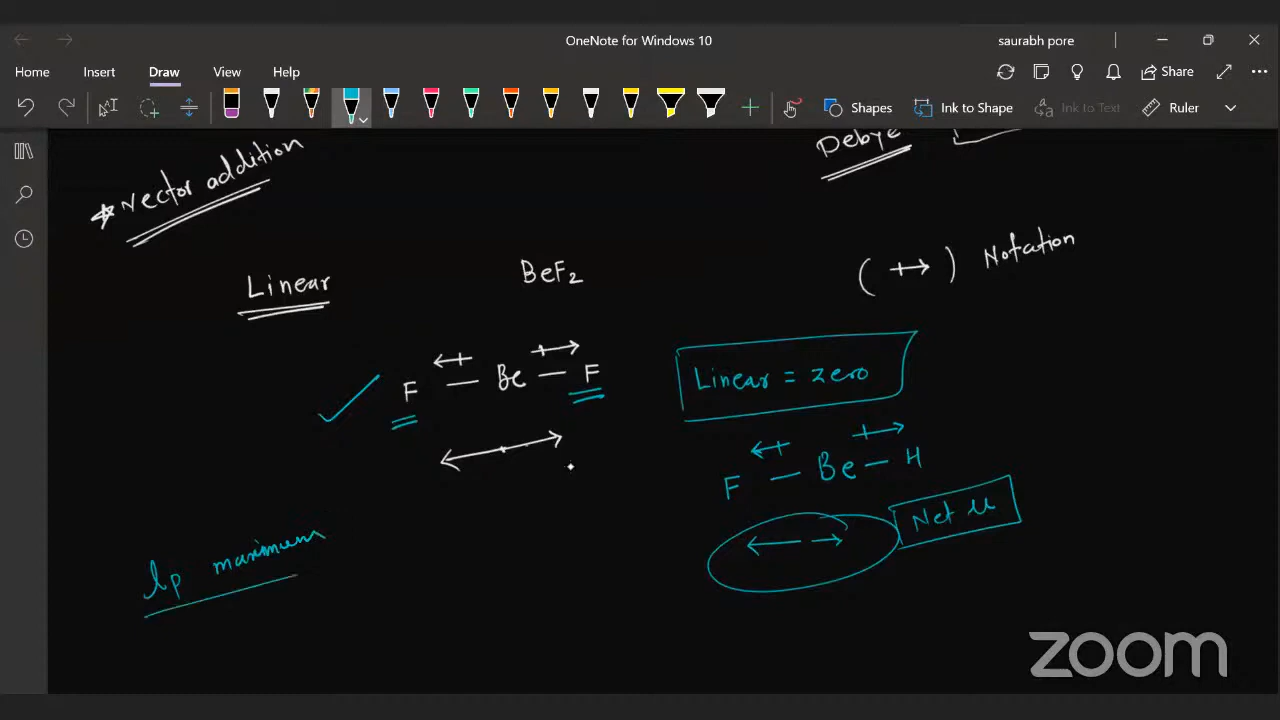 OneNote for Windows 10
saurabh pore
Home Insert Draw View Help
Share
Shapes Ink to Shape Ink to Text Ruler
Vector addition
Debye
Linear
BeF2
(+→) Notation
F — Be — F
Linear = zero
F — Be — H
Net μ
lp maximum
zoom